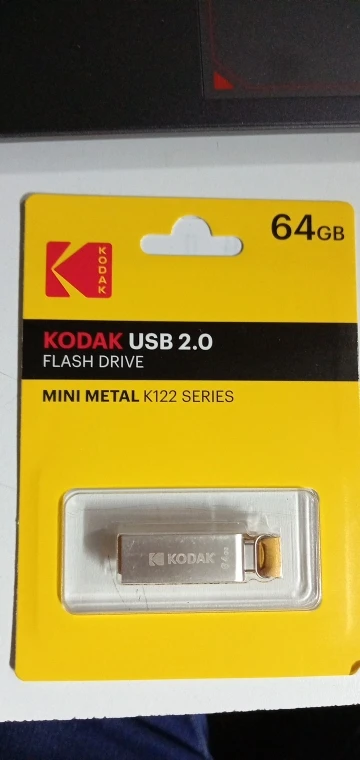 64GB
KODAK
KODAK USB 2.0
FLASH DRIVE
MINI METAL K122 SERIES
KODAK